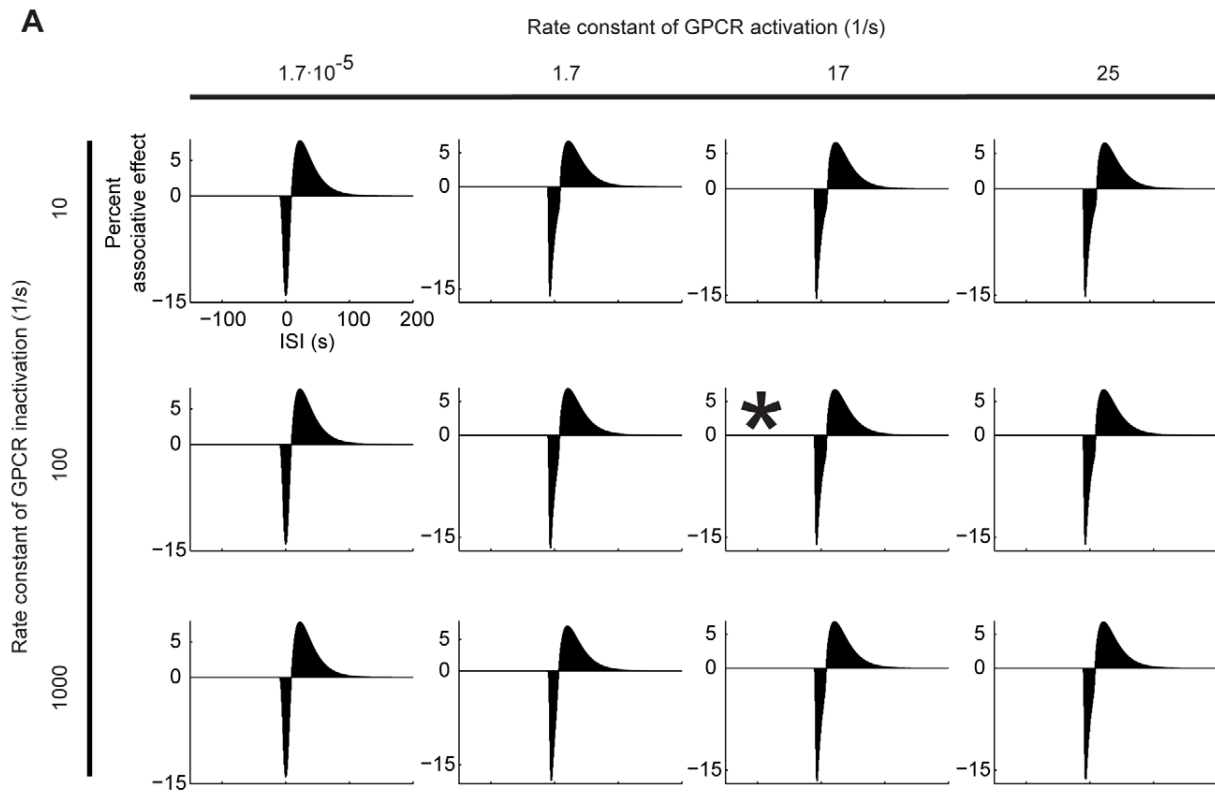 A
Rate constant of GPCR activation (1/s)
1.7·10⁻⁵ 1.7 17 25
Rate constant of GPCR inactivation (1/s)
10
Percent
associative effect
5 5 5 5
0 0 0 0
−15 −15 −15 −15
−100 0 100 200
ISI (s)
100
5 5 5 5
*
0 0 0 0
−15 −15 −15 −15
1000
5 5 5 5
0 0 0 0
−15 −15 −15 −15